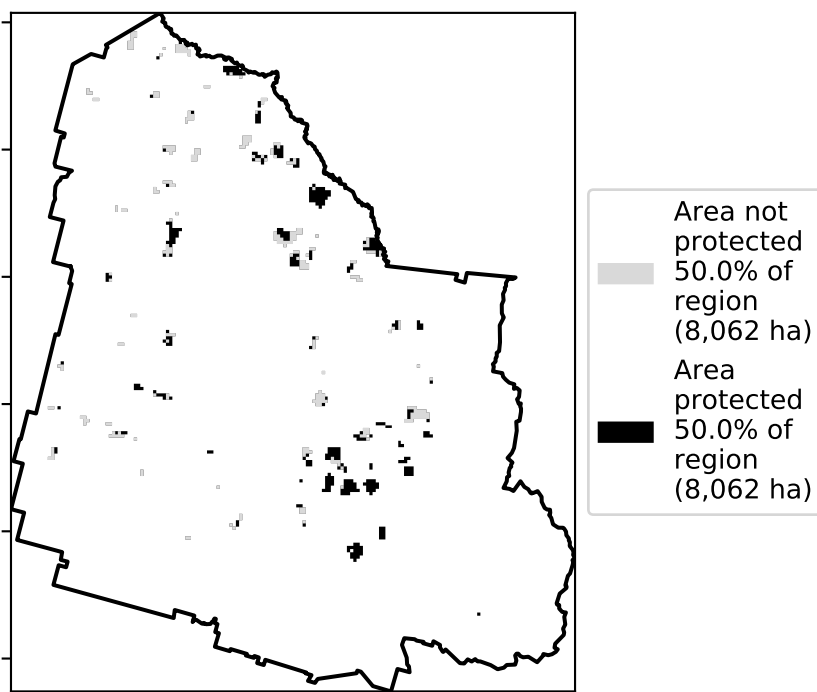 Area not
protected
50.0% of
region
(8,062 ha)
Area
protected
50.0% of
region
(8,062 ha)